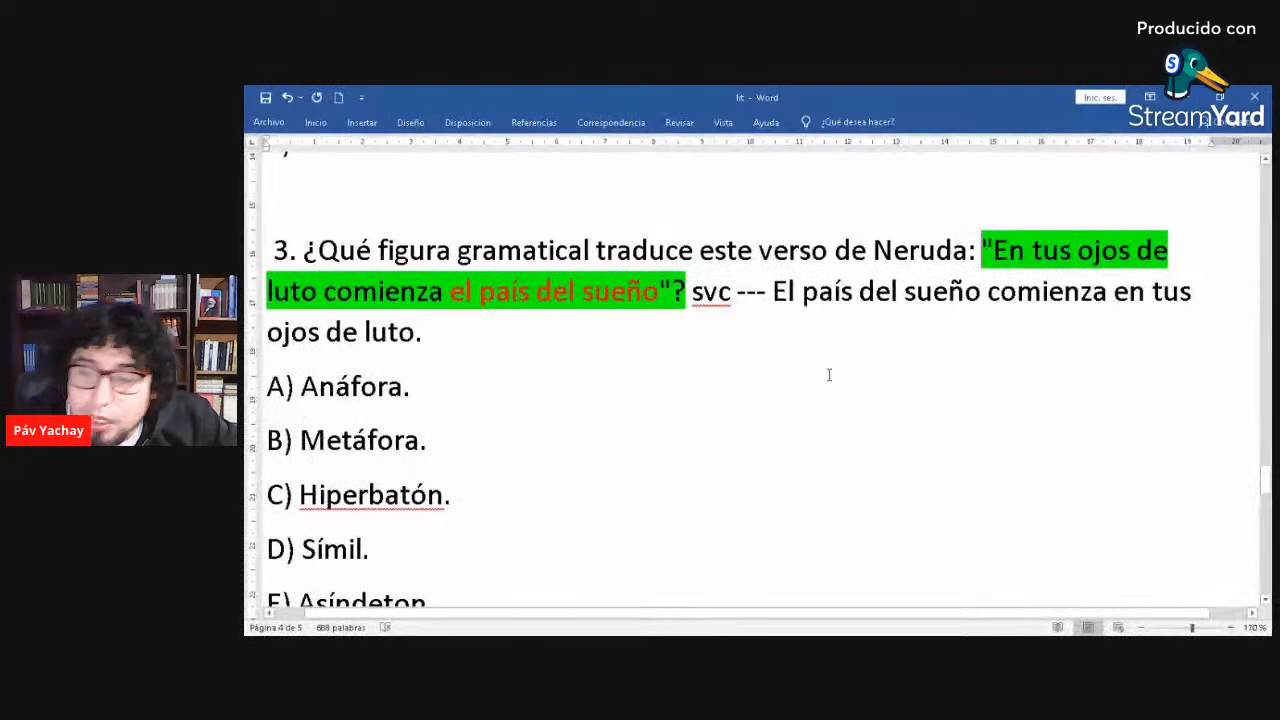 Producido con
StreamYard
lit - Word
Inic. ses.
Archivo Inicio Insertar Diseño Disposición Referencias Correspondencia Revisar Vista Ayuda ¿Qué desea hacer?
3. ¿Qué figura gramatical traduce este verso de Neruda: "En tus ojos de
luto comienza el país del sueño"? svc --- El país del sueño comienza en tus
ojos de luto.
A) Anáfora.
B) Metáfora.
C) Hiperbatón.
D) Símil.
E) Asíndeton
Páv Yachay
Página 4 de 5 688 palabras 170 %